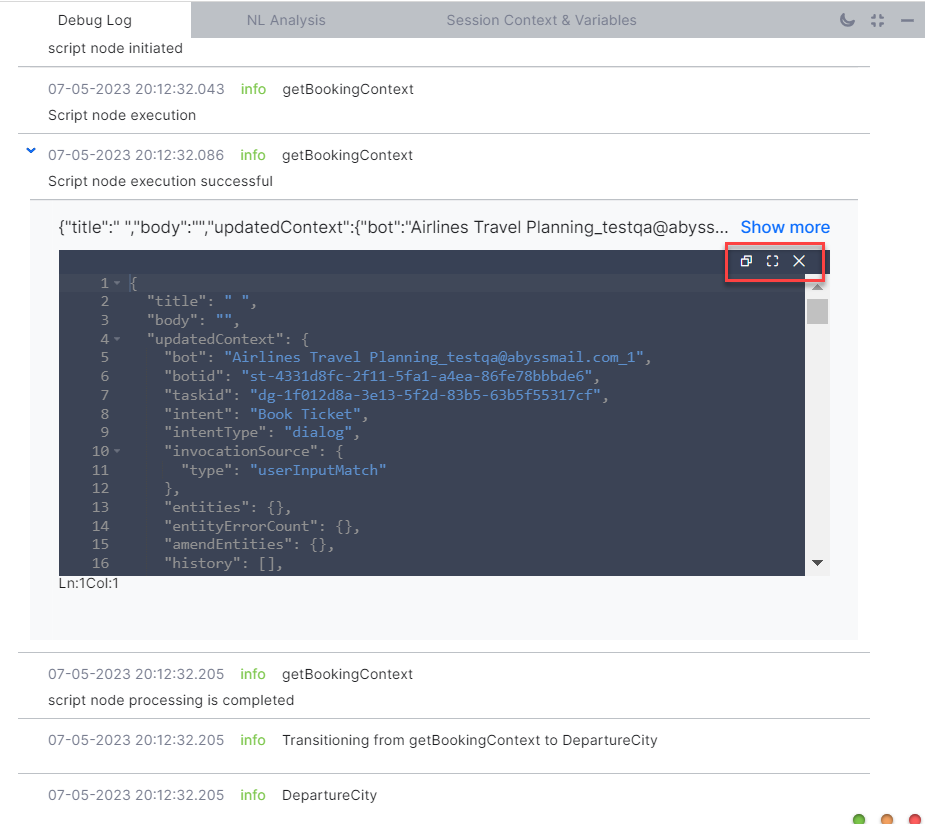 Debug Log NL Analysis Session Context & Variables
script node initiated
07-05-2023 20:12:32.043 info getBookingContext
Script node execution
07-05-2023 20:12:32.086 info getBookingContext
Script node execution successful
{"title":" ","body":"","updatedContext":{"bot":"Airlines Travel Planning_testqa@abyss... Show more
1 {
2 "title": " ",
3 "body": "",
4 "updatedContext": {
5 "bot": "Airlines Travel Planning_testqa@abyssmail.com_1",
6 "botid": "st-4331d8fc-2f11-5fa1-a4ea-86fe78bbbde6",
7 "taskid": "dg-1f012d8a-3e13-5f2d-83b5-63b5f55317cf",
8 "intent": "Book Ticket",
9 "intentType": "dialog",
10 "invocationSource": {
11 "type": "userInputMatch"
12 },
13 "entities": {},
14 "entityErrorCount": {},
15 "amendEntities": {},
16 "history": [],
Ln:1Col:1
07-05-2023 20:12:32.205 info getBookingContext
script node processing is completed
07-05-2023 20:12:32.205 info Transitioning from getBookingContext to DepartureCity
07-05-2023 20:12:32.205 info DepartureCity